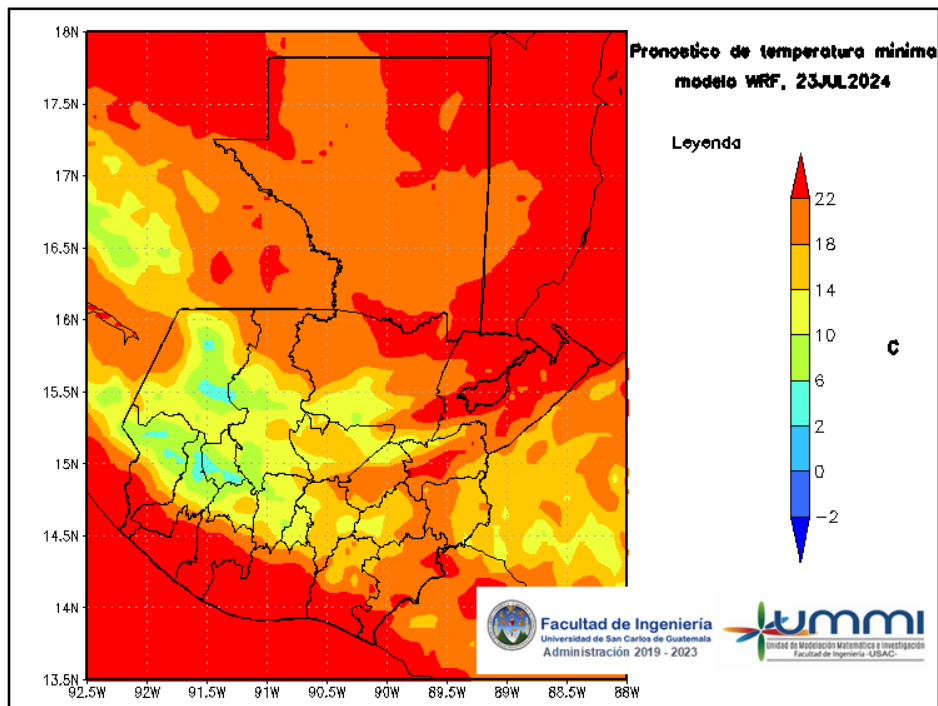 Pronostico de temperatura minima
modelo WRF, 23JUL2024
Leyenda
22
18
14
10
6
2
0
-2
C
18N
17.5N
17N
16.5N
16N
15.5N
15N
14.5N
14N
13.5N
92.5W
92W
91.5W
91W
90.5W
90W
89.5W
89W
88.5W
88W
Facultad de Ingeniería
Universidad de San Carlos de Guatemala
Administración 2019 - 2023
UMMI
Unidad de Modelación Matemática e Investigación
Facultad de Ingeniería -USAC-